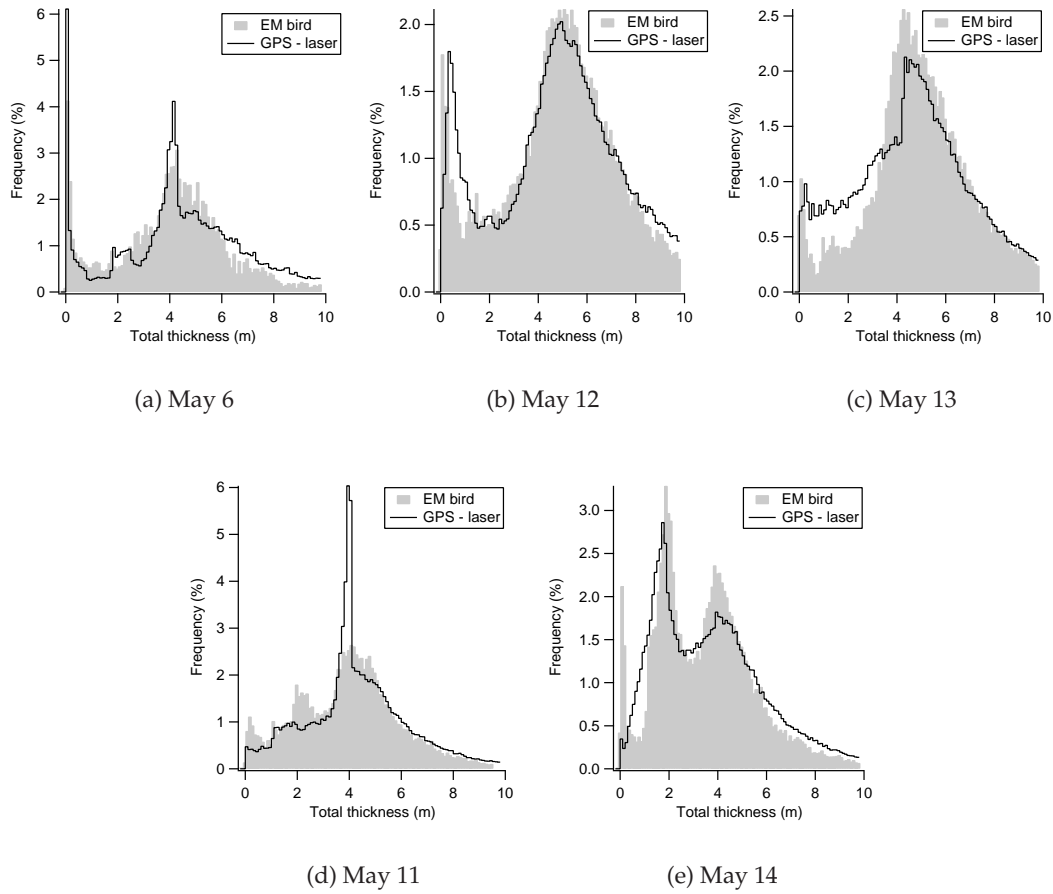 6
5
4
3
2
1
0
Frequency (%)
0 2 4 6 8 10
Total thickness (m)
EM bird
GPS - laser
(a) May 6
2.0
1.5
1.0
0.5
0.0
Frequency (%)
0 2 4 6 8 10
Total thickness (m)
EM bird
GPS - laser
(b) May 12
2.5
2.0
1.5
1.0
0.5
0.0
Frequency (%)
0 2 4 6 8 10
Total thickness (m)
EM bird
GPS - laser
(c) May 13
6
5
4
3
2
1
0
Frequency (%)
0 2 4 6 8 10
Total thickness (m)
EM bird
GPS - laser
(d) May 11
3.0
2.5
2.0
1.5
1.0
0.5
0.0
Frequency (%)
0 2 4 6 8 10
Total thickness (m)
EM bird
GPS - laser
(e) May 14